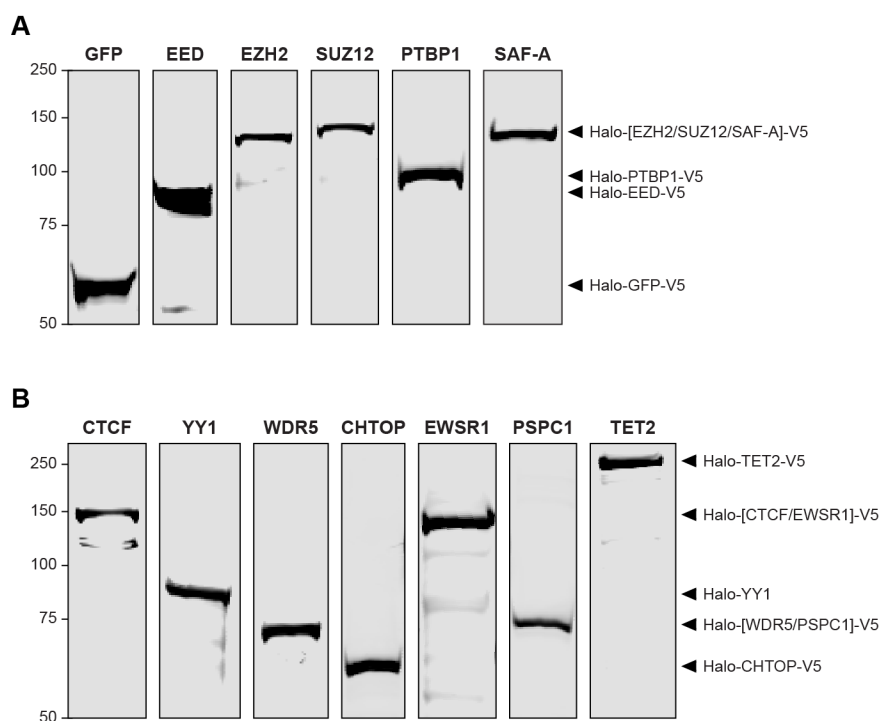 A
GFP EED EZH2 SUZ12 PTBP1 SAF-A
250
150
Halo-[EZH2/SUZ12/SAF-A]-V5
100
Halo-PTBP1-V5
Halo-EED-V5
75
Halo-GFP-V5
50
B
CTCF YY1 WDR5 CHTOP EWSR1 PSPC1 TET2
250
Halo-TET2-V5
150
Halo-[CTCF/EWSR1]-V5
100
Halo-YY1
75
Halo-[WDR5/PSPC1]-V5
Halo-CHTOP-V5
50